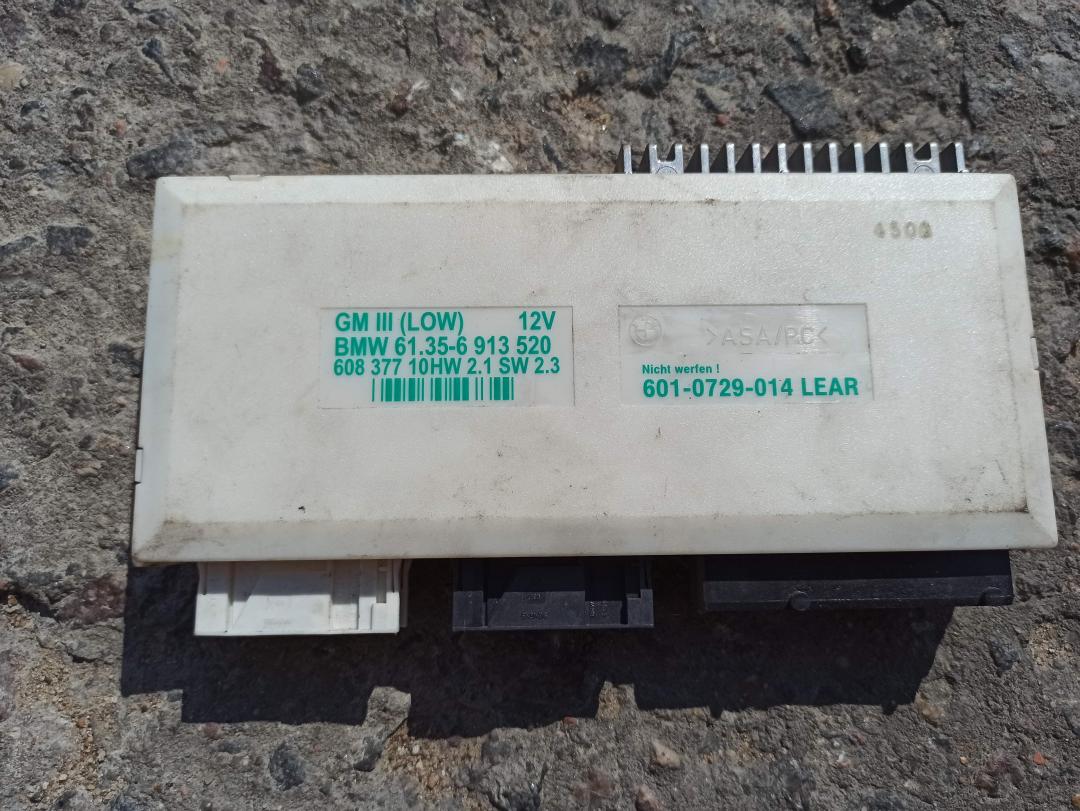 4502
GM III (LOW) 12V
BMW 61.35-6 913 520
608 377 10HW 2.1 SW 2.3
>ASA/PC<
Nicht werfen !
601-0729-014 LEAR